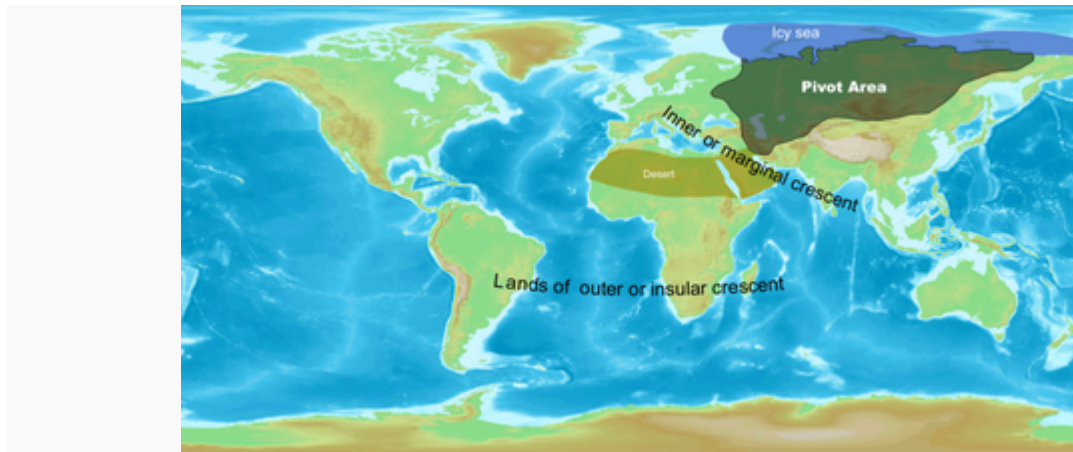 Icy sea
Pivot Area
Inner or marginal crescent
Desert
Lands of outer or insular crescent